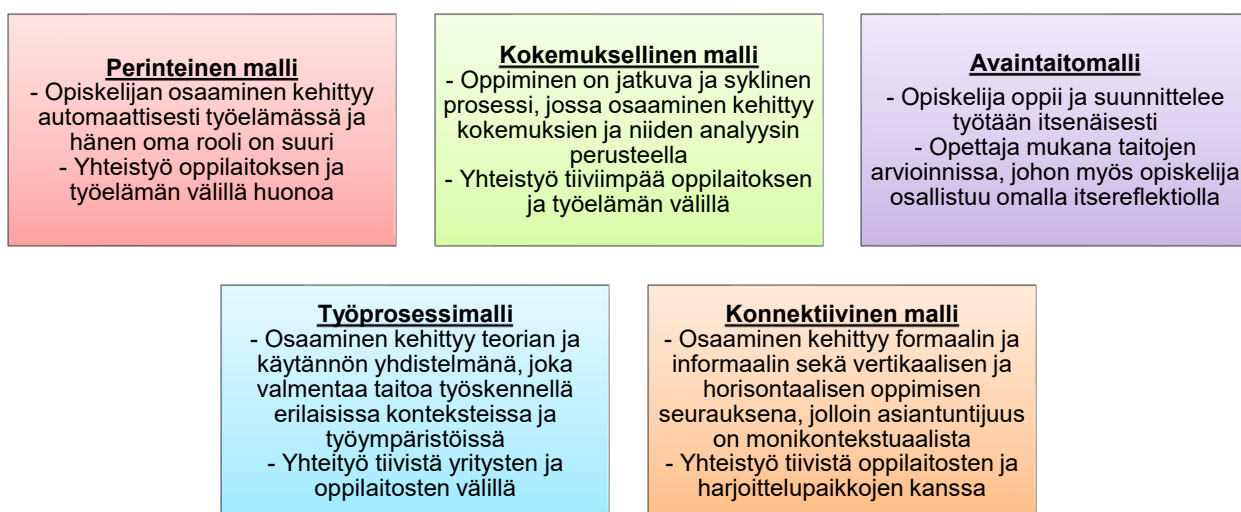 Perinteinen malli
- Opiskelijan osaaminen kehittyy
automaattisesti työelämässä ja
hänen oma rooli on suuri
- Yhteistyö oppilaitoksen ja
työelämän välillä huonoa
Kokemuksellinen malli
- Oppiminen on jatkuva ja syklinen
prosessi, jossa osaaminen kehittyy
kokemuksien ja niiden analyysin
perusteella
- Yhteistyö tiiviimpää oppilaitoksen
ja työelämän välillä
Avaintaitomalli
- Opiskelija oppii ja suunnittelee
työtään itsenäisesti
- Opettaja mukana taitojen
arvioinnissa, johon myös opiskelija
osallistuu omalla itsereflektiolla
Työprosessimalli
- Osaaminen kehittyy teorian ja
käytännön yhdistelmänä, joka
valmentaa taitoa työskennellä
erilaisissa konteksteissa ja
työympäristöissä
- Yhteityö tiivistä yritysten ja
oppilaitosten välillä
Konnektiivinen malli
- Osaaminen kehittyy formaalin ja
informaalin sekä vertikaalisen ja
horisontaalisen oppimisen
seurauksena, jolloin asiantuntijuus
on monikontekstuaalista
- Yhteistyö tiivistä oppilaitosten ja
harjoittelupaikkojen kanssa